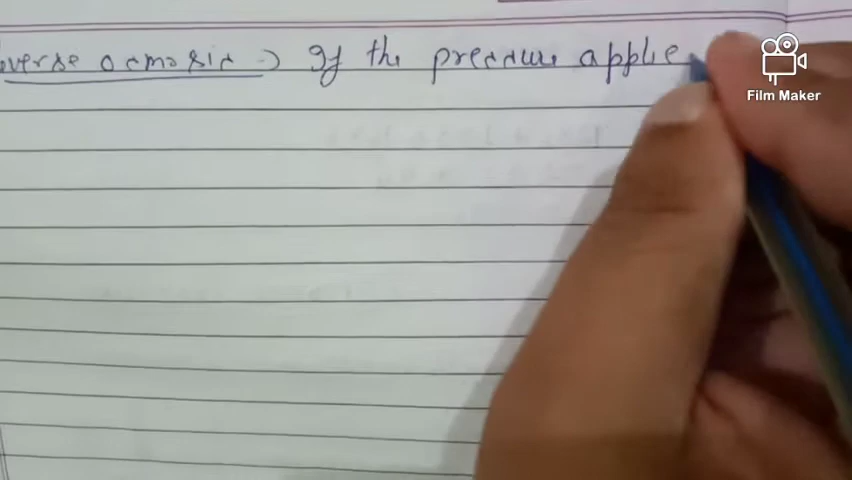 everse osmosis → If the pressure applie
Film Maker